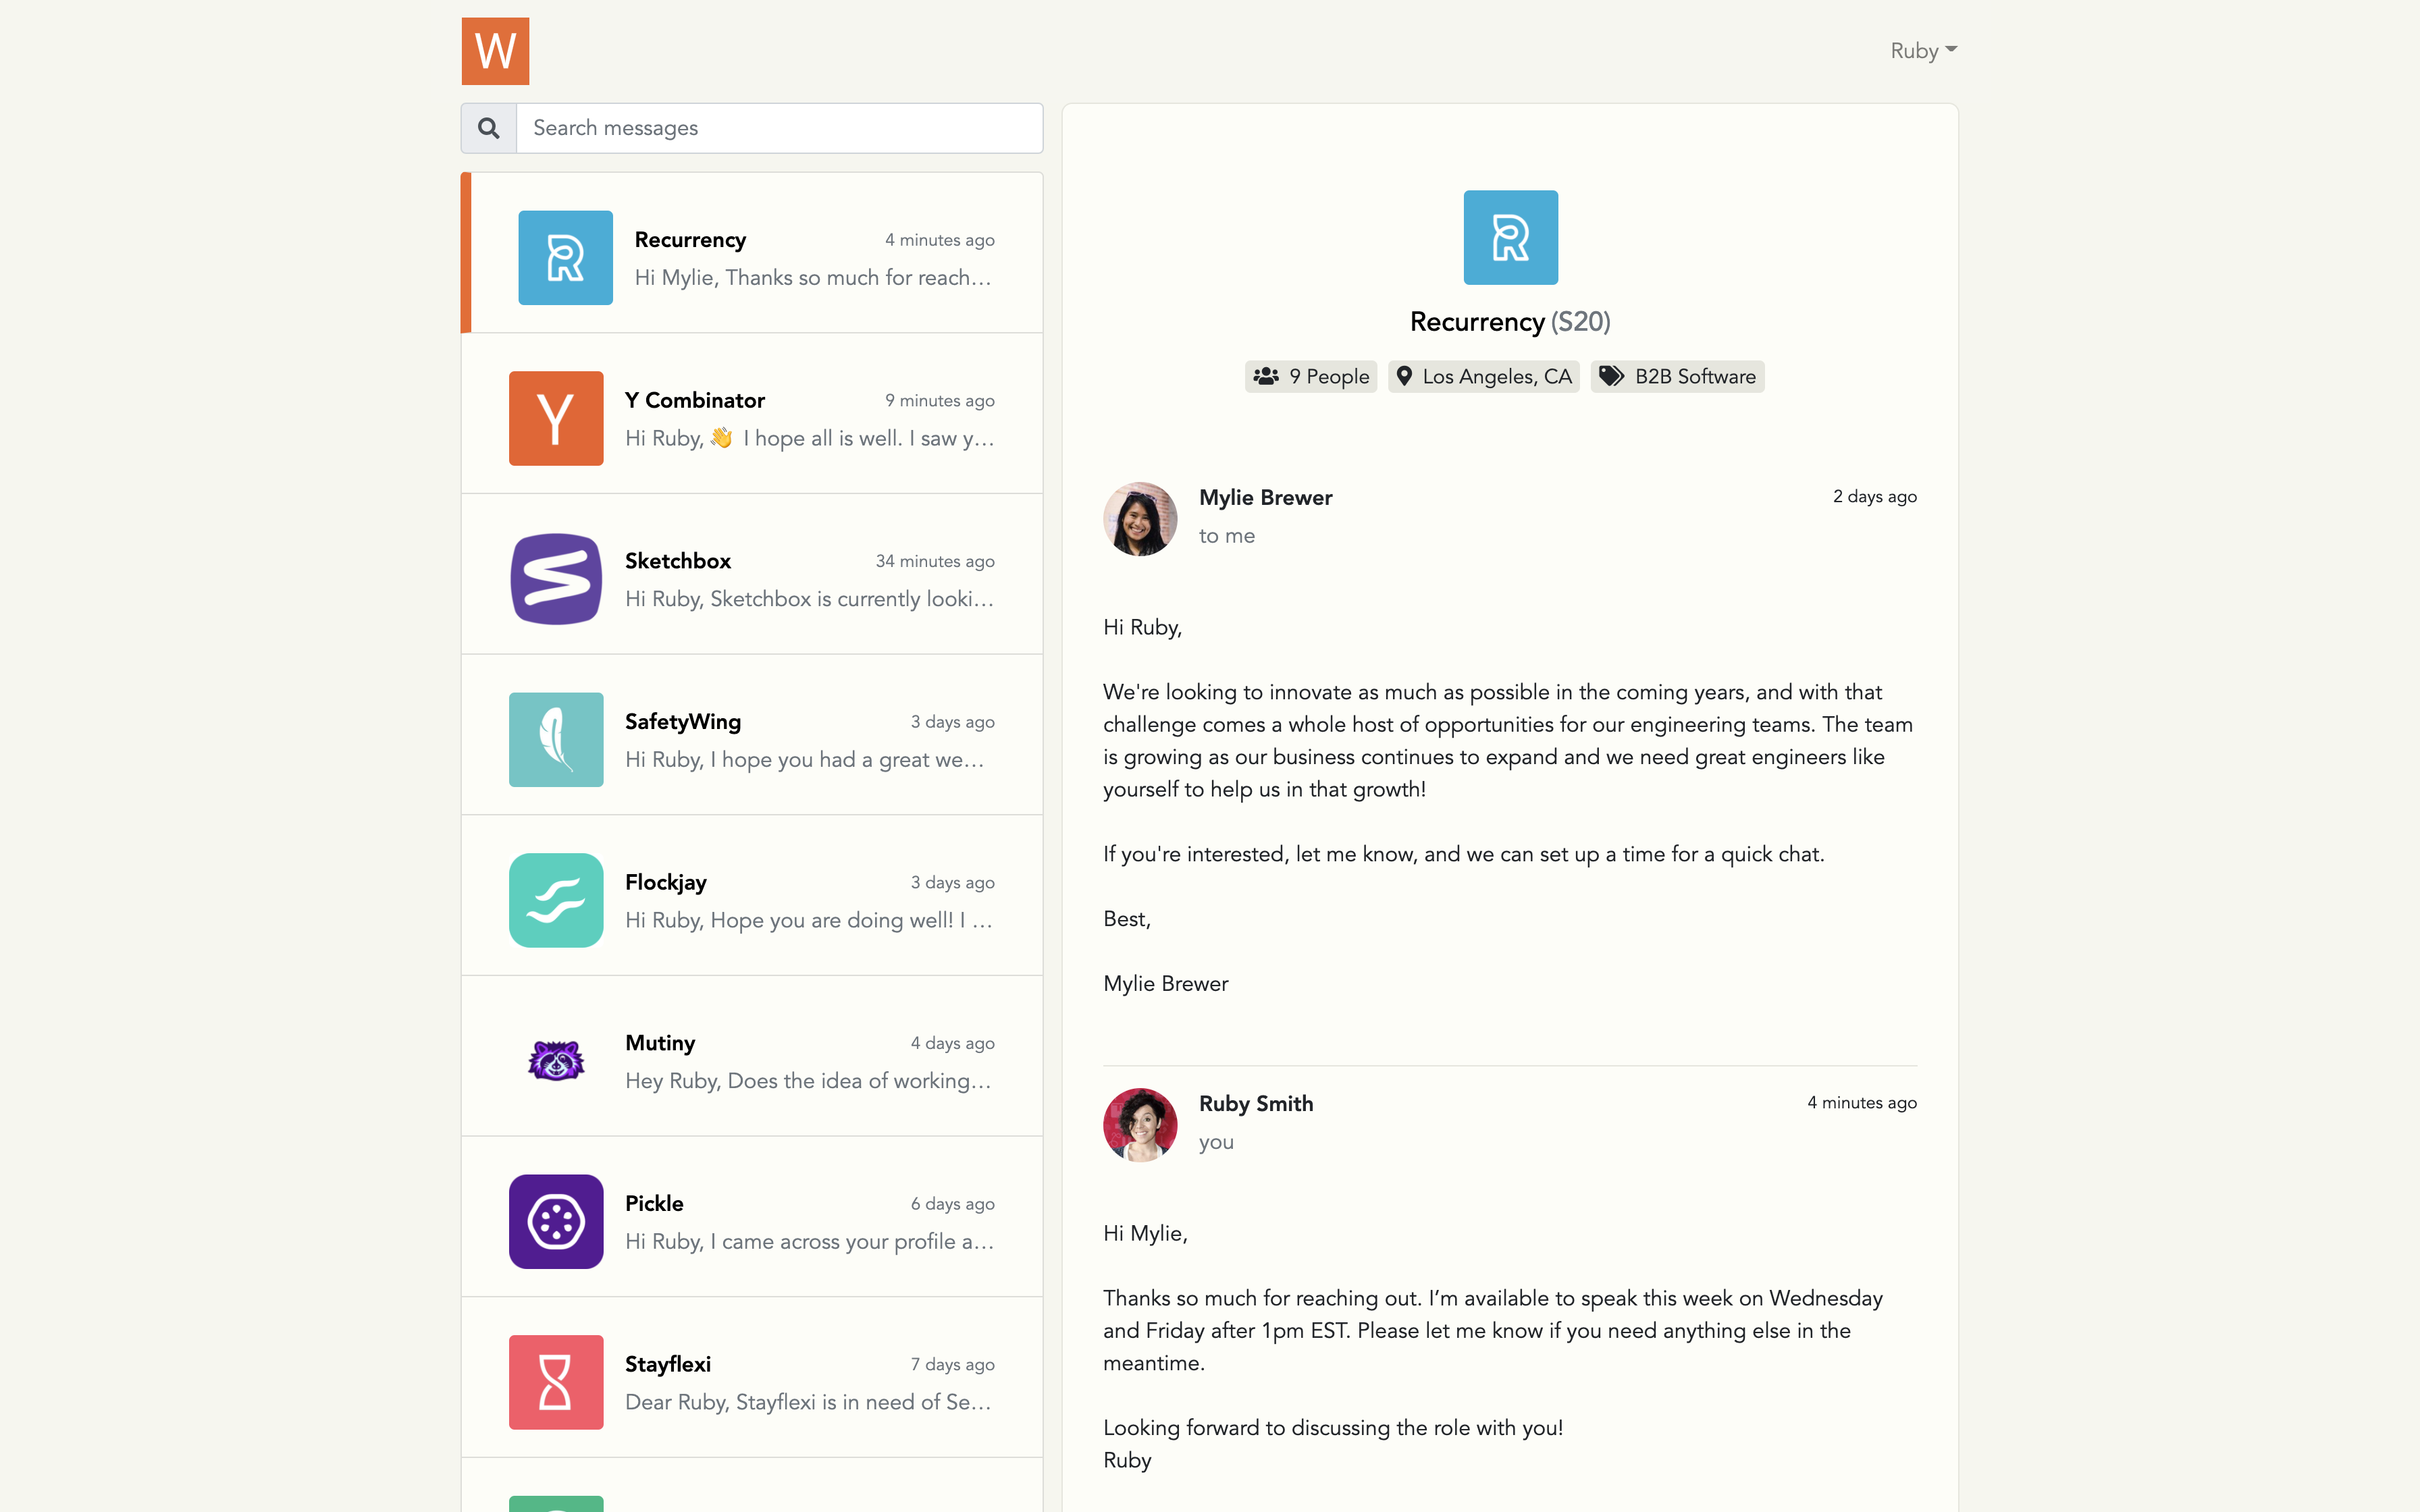 W
Ruby
Search messages
Recurrency
4 minutes ago
Hi Mylie, Thanks so much for reach…
Y
Y Combinator
9 minutes ago
Hi Ruby, 👋 I hope all is well. I saw y…
Sketchbox
34 minutes ago
Hi Ruby, Sketchbox is currently looki…
SafetyWing
3 days ago
Hi Ruby, I hope you had a great we…
Flockjay
3 days ago
Hi Ruby, Hope you are doing well! I …
Mutiny
4 days ago
Hey Ruby, Does the idea of working…
Pickle
6 days ago
Hi Ruby, I came across your profile a…
Stayflexi
7 days ago
Dear Ruby, Stayflexi is in need of Se…
R
Recurrency (S20)
9 People
Los Angeles, CA
B2B Software
Mylie Brewer
2 days ago
to me
Hi Ruby,
We're looking to innovate as much as possible in the coming years, and with that
challenge comes a whole host of opportunities for our engineering teams. The team
is growing as our business continues to expand and we need great engineers like
yourself to help us in that growth!
If you're interested, let me know, and we can set up a time for a quick chat.
Best,
Mylie Brewer
Ruby Smith
4 minutes ago
you
Hi Mylie,
Thanks so much for reaching out. I’m available to speak this week on Wednesday
and Friday after 1pm EST. Please let me know if you need anything else in the
meantime.
Looking forward to discussing the role with you!
Ruby